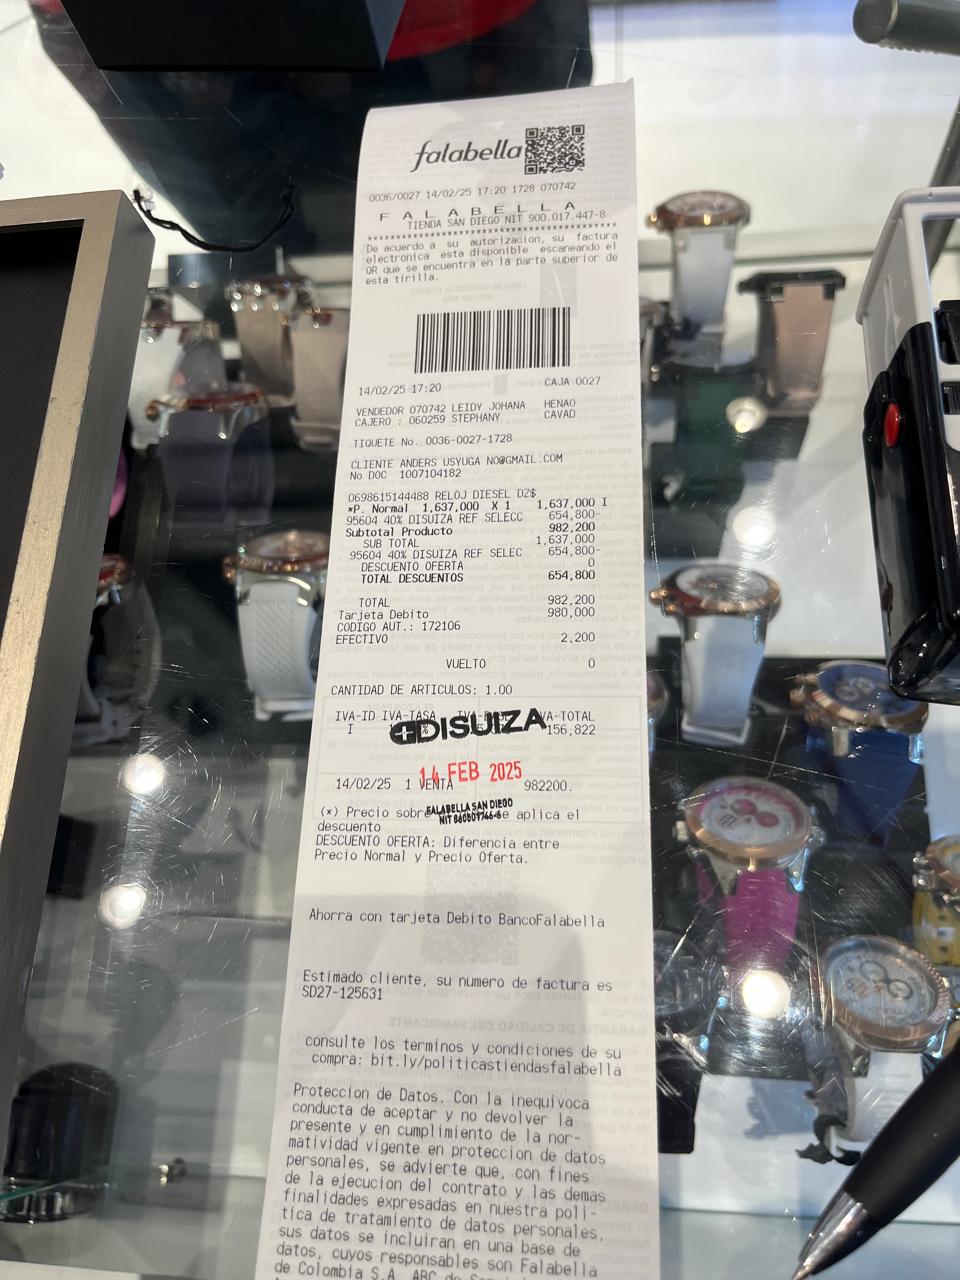 falabella
0036/0027 14/02/25 17:20 1728 070742
F A L A B E L L A
TIENDA SAN DIEGO NIT 900.017.447-8
****************************************
De acuerdo a su autorizacion, su factura
electronica esta disponible escaneando el
QR que se encuentra en la parte superior de
esta tirilla.
14/02/25 17:20 CAJA 0027
VENDEDOR 070742 LEIDY JOHANA HENAO
CAJERO : 060259 STEPHANY CAVAD
TIQUETE No. 0036-0027-1728
CLIENTE ANDERS USYUGA NO@GMAIL.COM
No DOC 1007104182
0698615144488 RELOJ DIESEL DZ$
*P. Normal 1,637,000 X 1 1,637,000 I
95604 40% DISUIZA REF SELECC 654,800-
Subtotal Producto 982,200
SUB TOTAL 1,637,000
95604 40% DISUIZA REF SELEC 654,800-
DESCUENTO OFERTA 0
TOTAL DESCUENTOS 654,800
TOTAL 982,200
Tarjeta Debito 980,000
CODIGO AUT.: 172106
EFECTIVO 2,200
VUELTO 0
CANTIDAD DE ARTICULOS: 1.00
IVA-ID IVA-TASA IVA-TOTAL
I 156,822
DISUIZA
14 FEB 2025
14/02/25 1 VENTA 982200.
FALABELLA SAN DIEGO
(*) Precio sobre se aplica el
descuento
DESCUENTO OFERTA: Diferencia entre
Precio Normal y Precio Oferta.
Ahorra con tarjeta Debito BancoFalabella
Estimado cliente, su numero de factura es
SD27-125631
consulte los terminos y condiciones de su
compra: bit.ly/politicastiendasfalabella
Proteccion de Datos. Con la inequivoca
conducta de aceptar y no devolver la
presente y en cumplimiento de la nor-
matividad vigente en proteccion de datos
personales, se advierte que, con fines
de la ejecucion del contrato y las demas
finalidades expresadas en nuestra poli-
tica de tratamiento de datos personales,
sus datos se incluiran en una base de
datos, cuyos responsables son Falabella
de Colombia S.A. ABC de